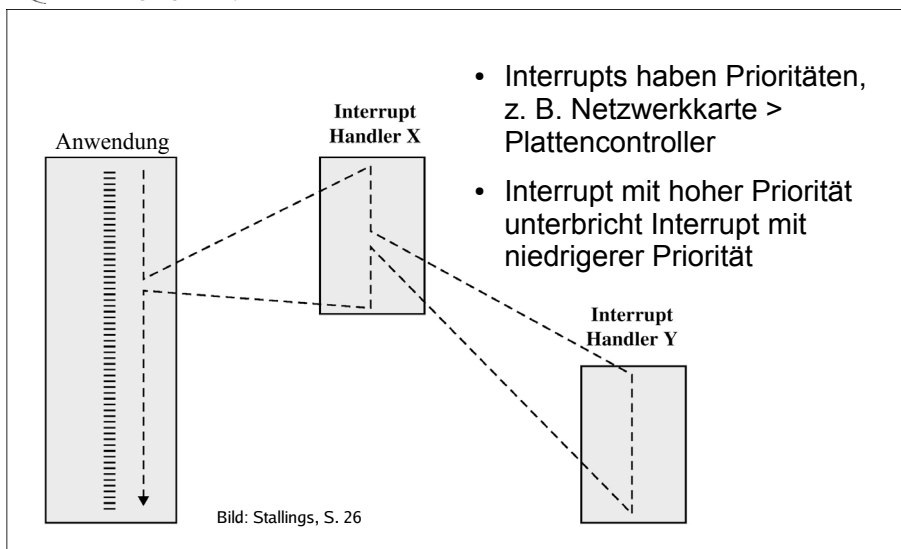 Anwendung
Interrupt
Handler X
• Interrupts haben Prioritäten,
z. B. Netzwerkkarte >
Plattencontroller
• Interrupt mit hoher Priorität
unterbricht Interrupt mit
niedrigerer Priorität
Interrupt
Handler Y
Bild: Stallings, S. 26